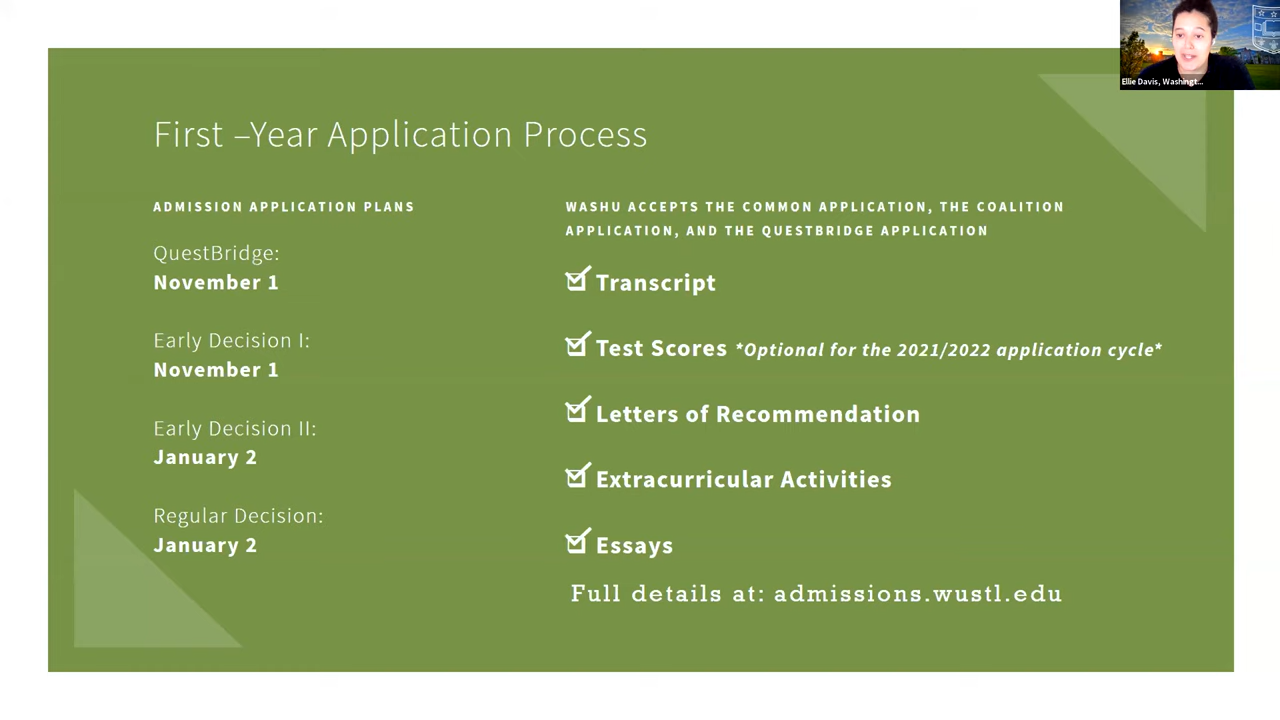 Ellie Davis, Washingt...
First –Year Application Process
ADMISSION APPLICATION PLANS
QuestBridge:
November 1
Early Decision I:
November 1
Early Decision II:
January 2
Regular Decision:
January 2
WASHU ACCEPTS THE COMMON APPLICATION, THE COALITION
APPLICATION, AND THE QUESTBRIDGE APPLICATION
Transcript
Test Scores *Optional for the 2021/2022 application cycle*
Letters of Recommendation
Extracurricular Activities
Essays
Full details at: admissions.wustl.edu